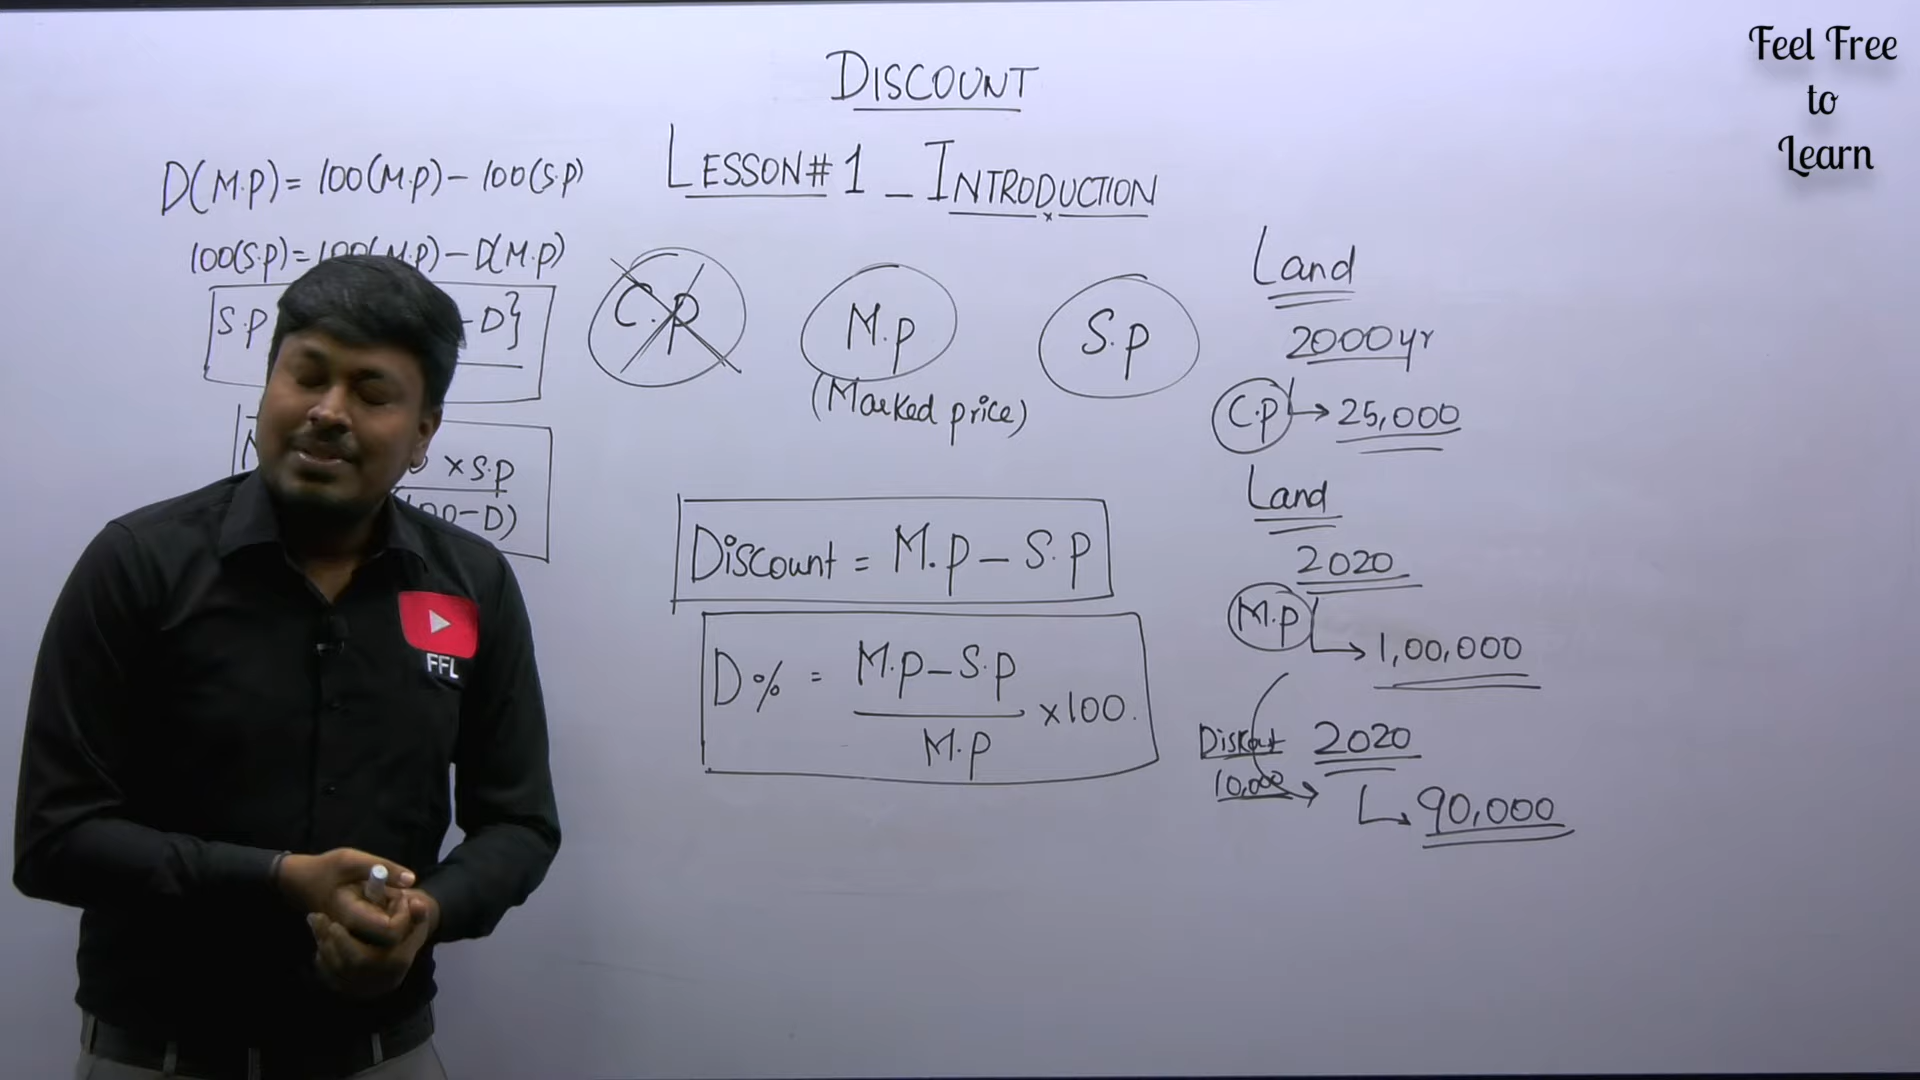 Feel Free
to
Learn
DISCOUNT
LESSON# 1 _ INTRODUCTION
D(M.p) = 100(M.p) - 100(S.p)
100(S.p) = 100(M.p) - D(M.p)
S.p - D}
x S.p
-D)
C.p
M.p
(Marked price)
S.p
Discount = M.p - S.p
D% = M.p - S.p
M.p
x100.
Land
2000yr
C.p → 25,000
Land
2020
M.p → 1,00,000
2020
10,000
90,000
FFL